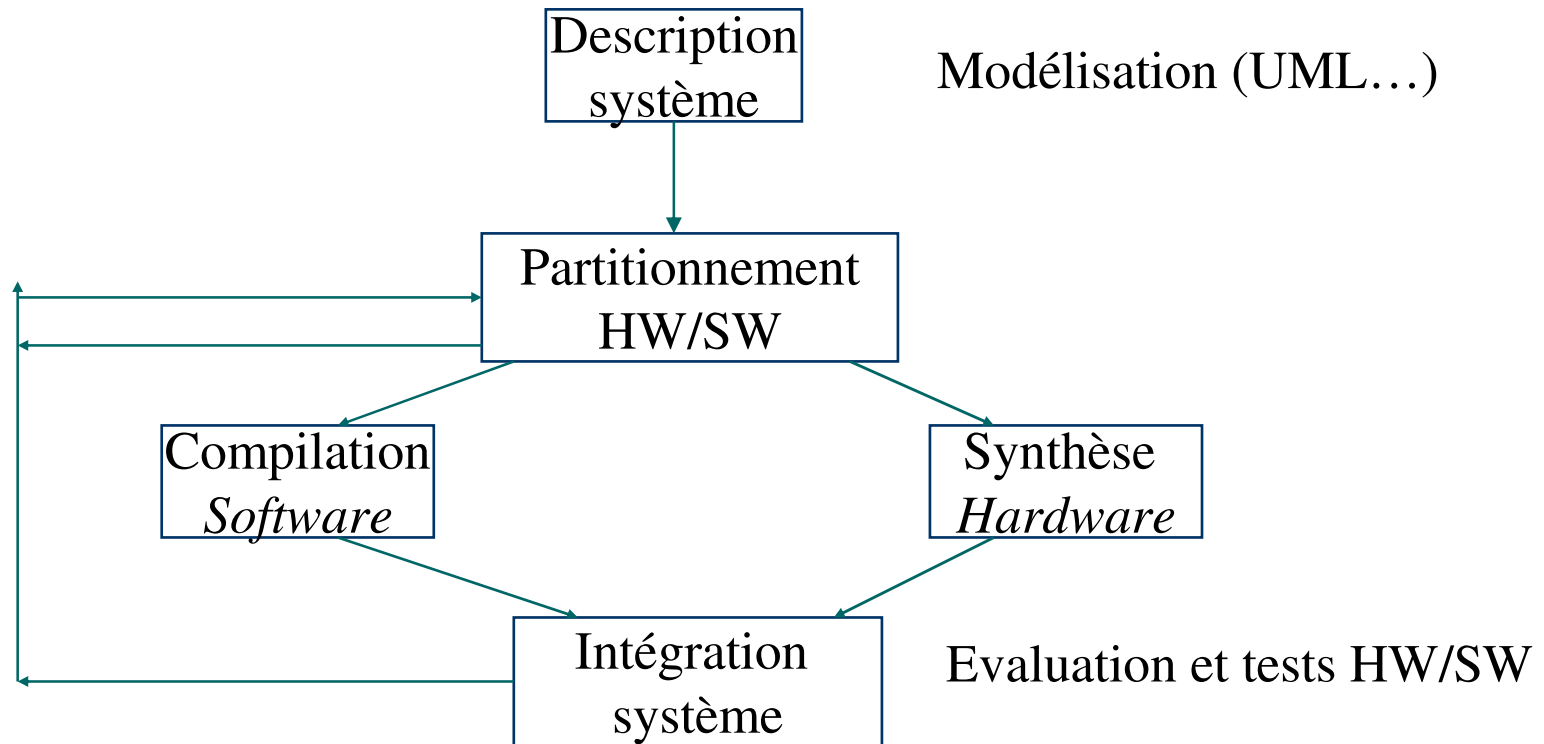 Description
système
Modélisation (UML…)
Partitionnement
HW/SW
Compilation
Software
Synthèse
Hardware
Intégration
système
Evaluation et tests HW/SW